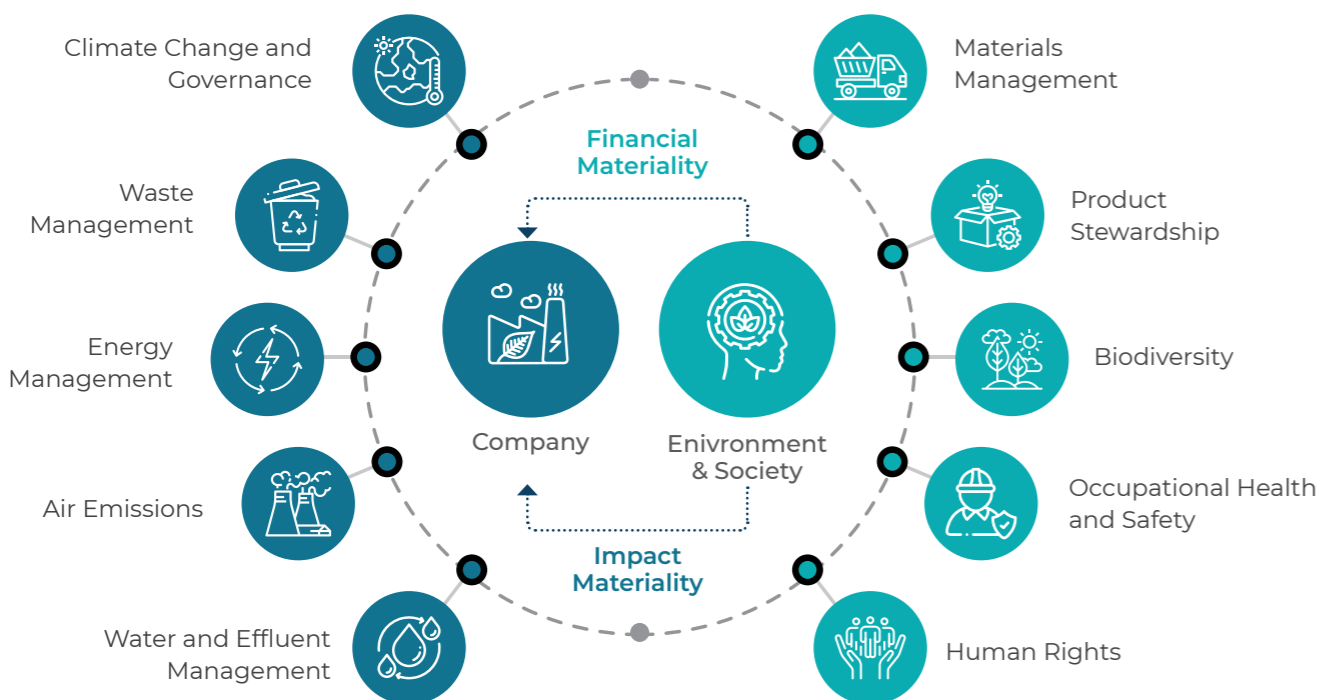 Climate Change and
Governance
Waste
Management
Energy
Management
Air Emissions
Water and Effluent
Management
Financial
Materiality
Company
Enivronment
& Society
Impact
Materiality
Materials
Management
Product
Stewardship
Biodiversity
Occupational Health
and Safety
Human Rights